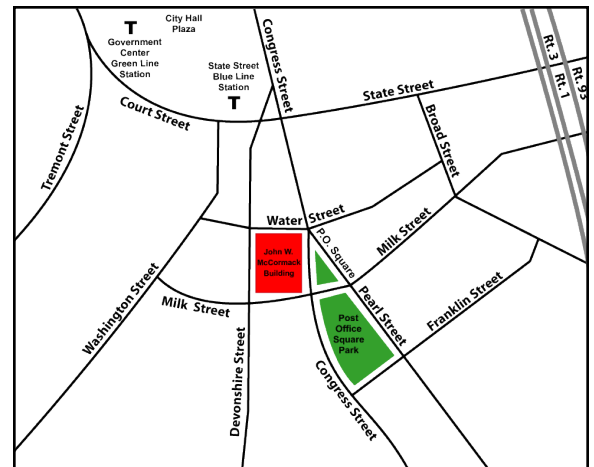 City Hall
Plaza
T
Government
Center
Green Line
Station
State Street
Blue Line
Station
T
Congress Street
Rt. 3
Rt. 1
Rt. 93
State Street
Court Street
Broad Street
Tremont Street
Water Street
P.O. Square
Milk Street
John W.
McCormack
Building
Washington Street
Milk Street
Pearl Street
Franklin Street
Post
Office
Square
Park
Devonshire Street
Congress Street